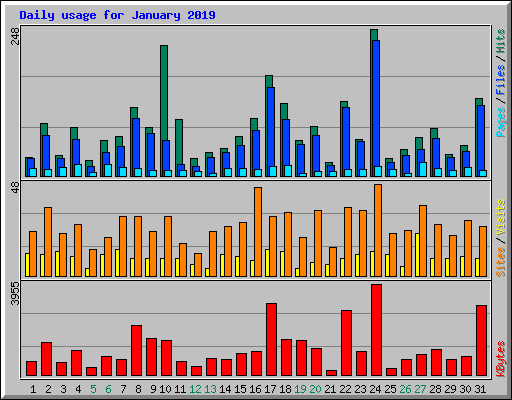 Daily usage for January 2019
248
Pages / Files / Hits
48
Sites / Visits
3955
KBytes
1 2 3 4 5 6 7 8 9 10 11 12 13 14 15 16 17 18 19 20 21 22 23 24 25 26 27 28 29 30 31